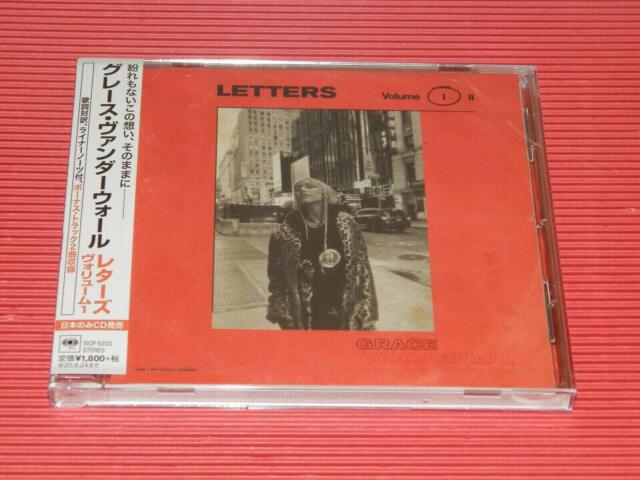 紛れもないこの想い、そのままに――
グレース・ヴァンダーウォール
レターズ
ヴォリューム1
歌詞対訳、ライナーノーツ付、ボーナス・トラック2曲収録
日本のみCD発売
SICP 6233
STEREO
定価¥1,800+税
LETTERS
Volume I II
GRACE